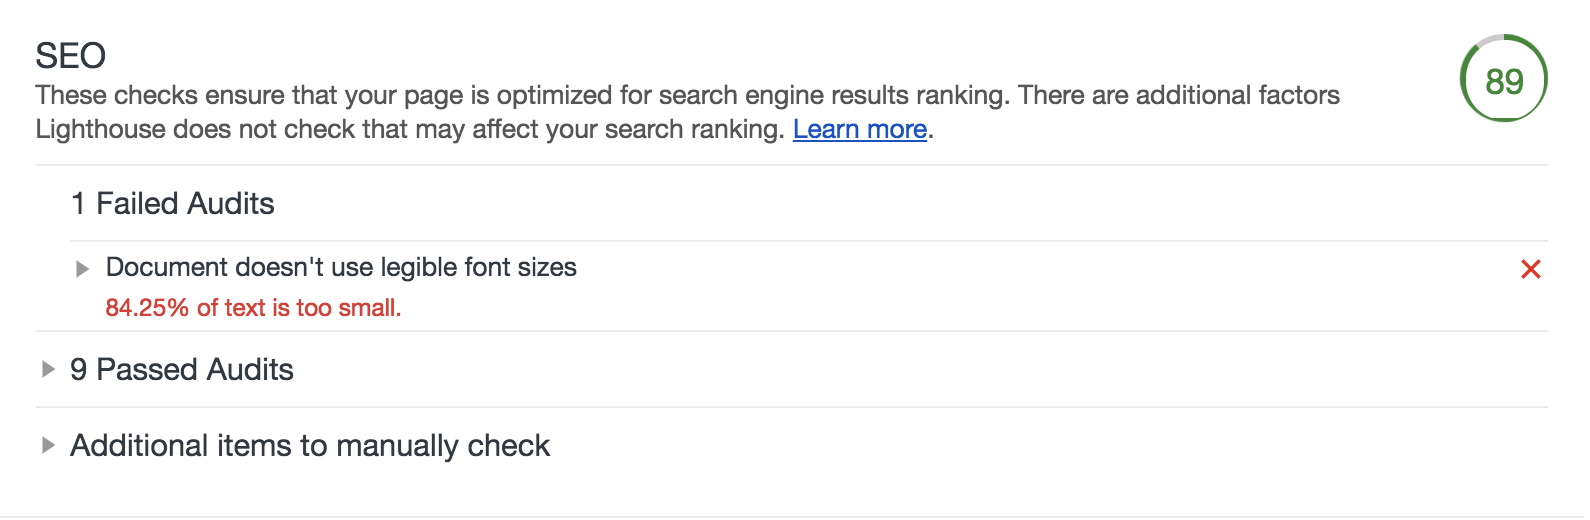 SEO
89
These checks ensure that your page is optimized for search engine results ranking. There are additional factors
Lighthouse does not check that may affect your search ranking. Learn more.
1 Failed Audits
Document doesn't use legible font sizes
84.25% of text is too small.
9 Passed Audits
Additional items to manually check